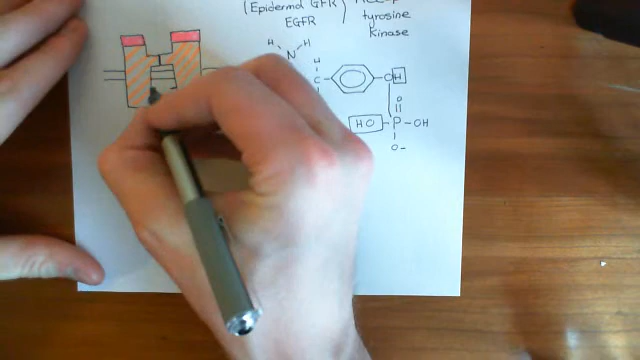 (Epidermal GFR)
EGFR
tyrosine
kinase
H
H
N
H
C
OH
O
HO
P
OH
O-